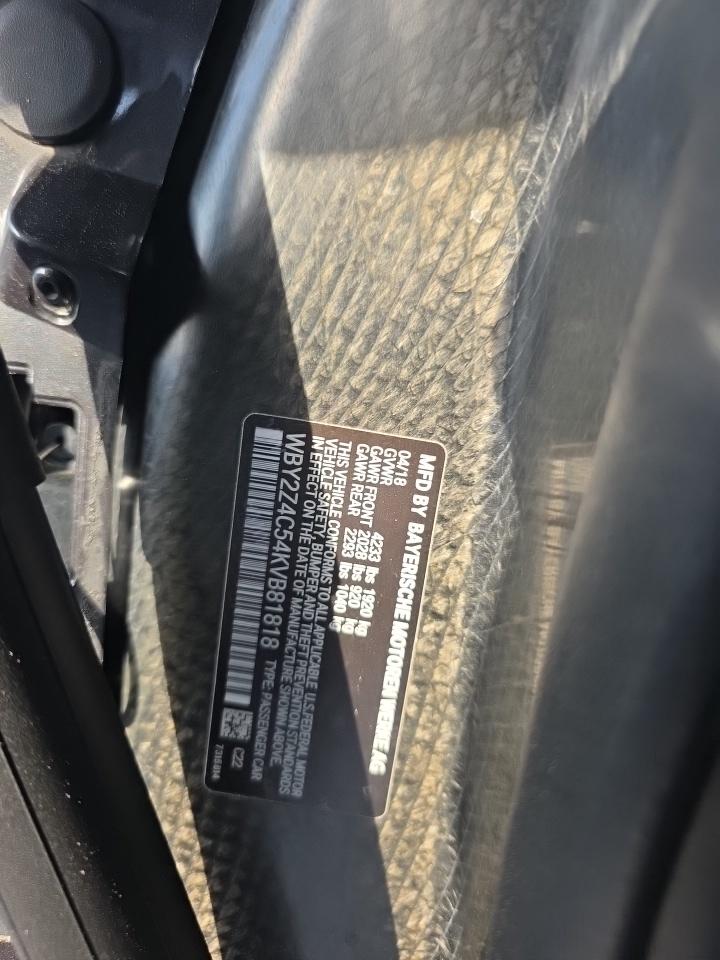 MFD BY BAYERISCHE MOTOREN WERKE AG
04/18
GVWR 4233 lbs 1920 kg
GAWR FRONT 2028 lbs 920 kg
GAWR REAR 2293 lbs 1040 kg
THIS VEHICLE CONFORMS TO ALL APPLICABLE U.S. FEDERAL MOTOR
VEHICLE SAFETY, BUMPER AND THEFT PREVENTION STANDARDS
IN EFFECT ON THE DATE OF MANUFACTURE SHOWN ABOVE.
WBY2Z4C54KVB81818 TYPE: PASSENGER CAR
C22
7316804